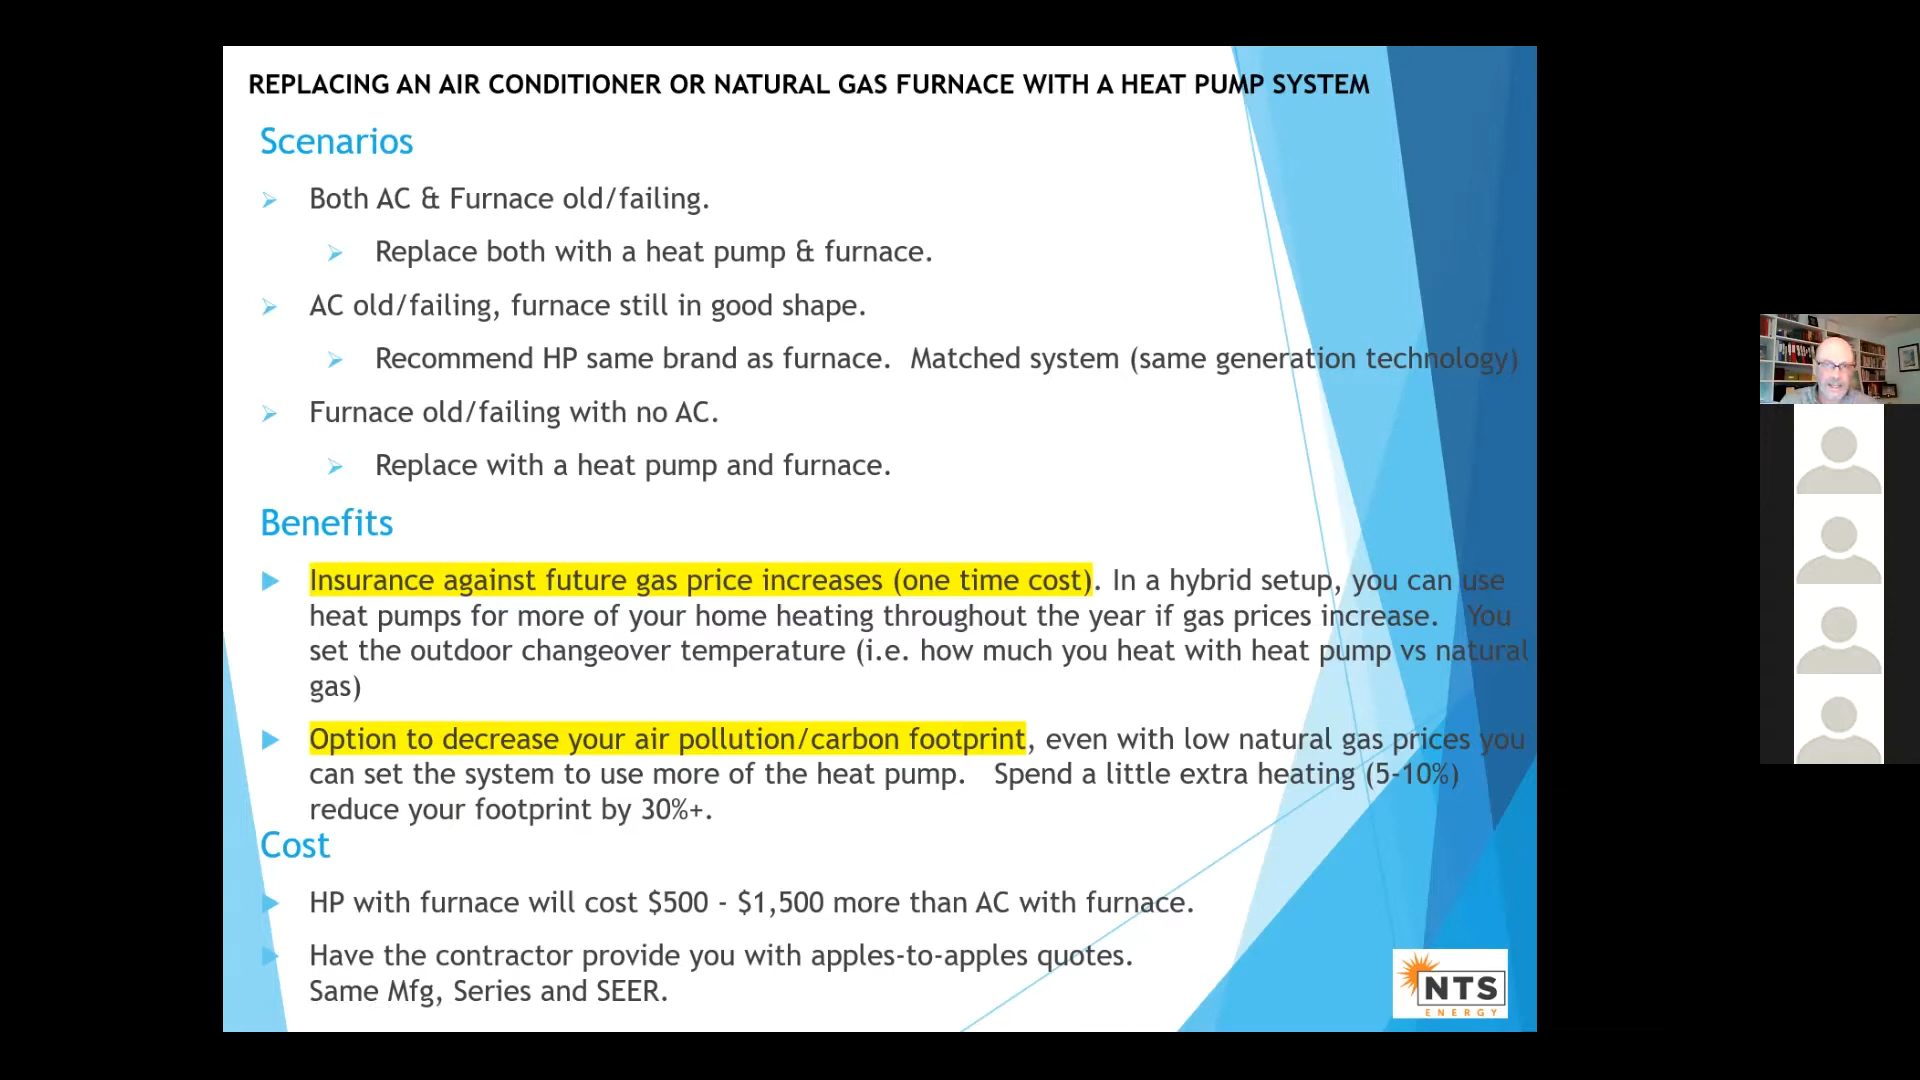 REPLACING AN AIR CONDITIONER OR NATURAL GAS FURNACE WITH A HEAT PUMP SYSTEM
Scenarios
Both AC & Furnace old/failing.
Replace both with a heat pump & furnace.
AC old/failing, furnace still in good shape.
Recommend HP same brand as furnace.  Matched system (same generation technology)
Furnace old/failing with no AC.
Replace with a heat pump and furnace.
Benefits
Insurance against future gas price increases (one time cost). In a hybrid setup, you can use
heat pumps for more of your home heating throughout the year if gas prices increase.   You
set the outdoor changeover temperature (i.e. how much you heat with heat pump vs natural
gas)
Option to decrease your air pollution/carbon footprint, even with low natural gas prices you
can set the system to use more of the heat pump.   Spend a little extra heating (5-10%)
reduce your footprint by 30%+.
Cost
HP with furnace will cost $500 - $1,500 more than AC with furnace.
Have the contractor provide you with apples-to-apples quotes.
Same Mfg, Series and SEER.
NTS
ENERGY